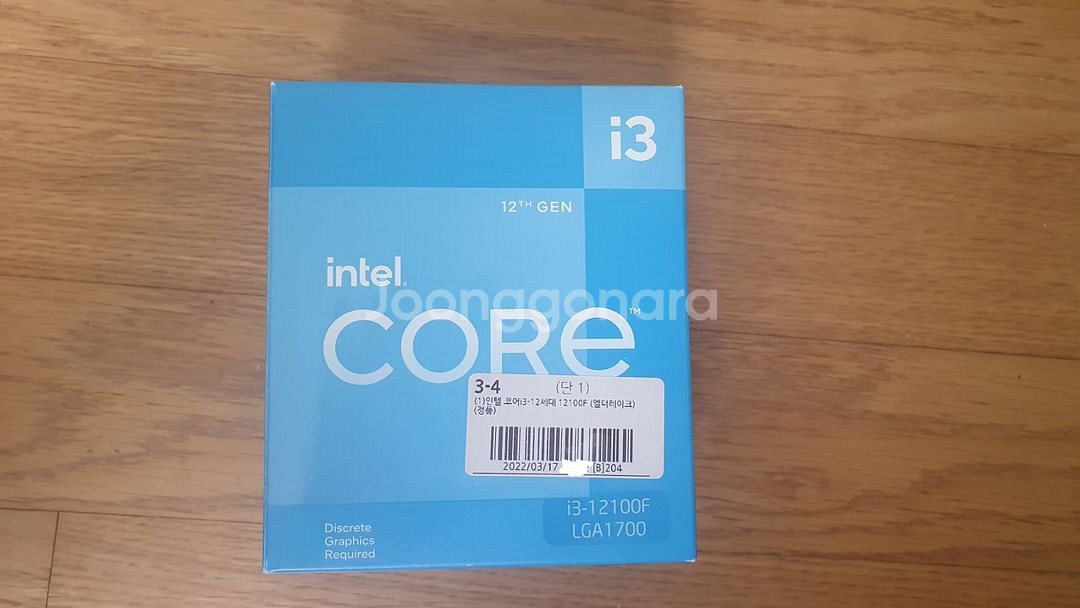 i3
12TH GEN
intel.
Joonggonara
CORE™
3-4 (단 1)
(1)인텔 코어i3-12세대 12100F (엘더레이크)
(정품)
2022/03/17 [B]204
i3-12100F
LGA1700
Discrete
Graphics
Required